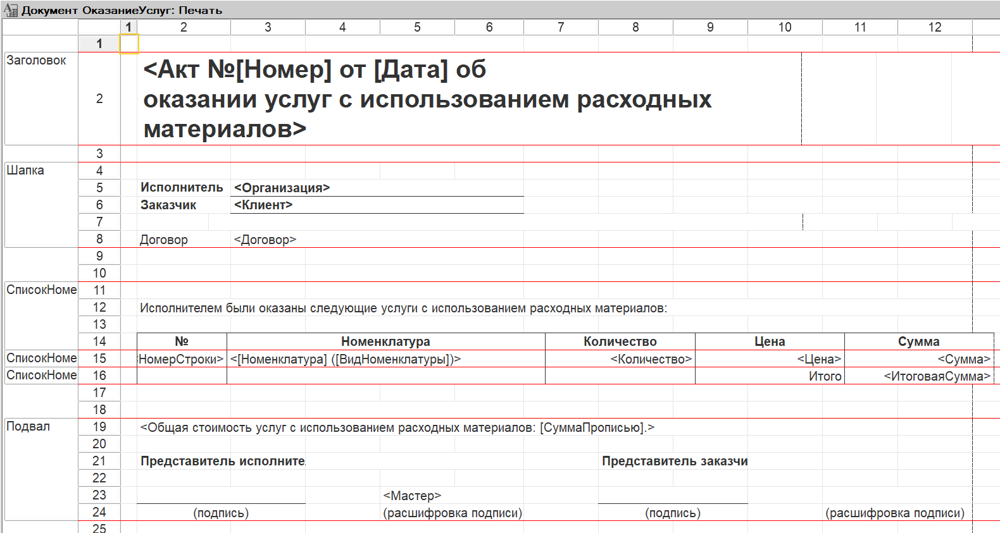 Документ ОказаниеУслуг: Печать
1 2 3 4 5 6 7 8 9 10 11 12
1
Заголовок
2
<Акт №[Номер] от [Дата] об
оказании услуг с использованием расходных
материалов>
3
Шапка 4
5 Исполнитель <Организация>
6 Заказчик <Клиент>
7
8 Договор <Договор>
9
10
СписокНоме 11
12 Исполнителем были оказаны следующие услуги с использованием расходных материалов:
13
14 № Номенклатура Количество Цена Сумма
СписокНоме 15 НомерСтроки> <[Номенклатура] ([ВидНоменклатуры])> <Количество> <Цена> <Сумма>
СписокНоме 16 Итого <ИтоговаяСумма>
17
18
Подвал 19 <Общая стоимость услуг с использованием расходных материалов: [СуммаПрописью].>
20
21 Представитель исполнител Представитель заказчи
22
23 <Мастер>
24 (подпись) (расшифровка подписи) (подпись) (расшифровка подписи)
25